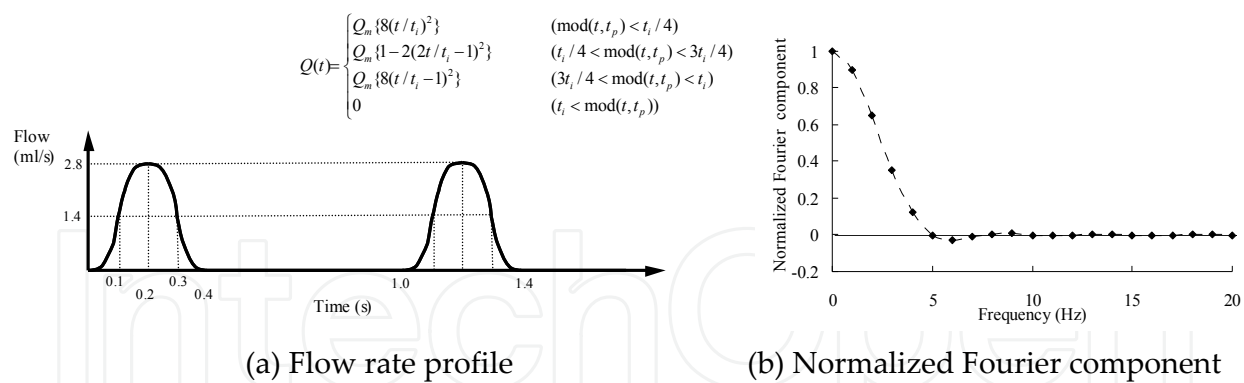 Q(t)= { Q_m{8(t/t_i)^2} (mod(t,t_p)<t_i/4)
Q_m{1−2(2t/t_i−1)^2} (t_i/4<mod(t,t_p)<3t_i/4)
Q_m{8(t/t_i−1)^2} (3t_i/4<mod(t,t_p)<t_i)
0 (t_i<mod(t,t_p))
Flow
(ml/s)
2.8
1.4
0.1
0.2
0.3
0.4
1.0
1.4
Time (s)
(a) Flow rate profile
Normalized Fourier component
1
0.8
0.6
0.4
0.2
0
-0.2
0 5 10 15 20
Frequency (Hz)
(b) Normalized Fourier component
IntechOpen